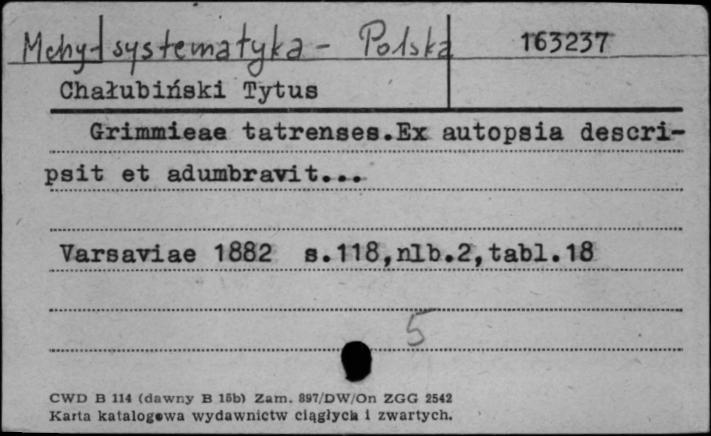 Mchy - systematyka - Polska 163237
Chałubiński Tytus
Grimmieae tatrenses.Ex autopsia descri-
psit et adumbravit...
Varsaviae 1882 s.118,nlb.2,tabl.18
5
CWD B 114 (dawny B 15b) Zam. 897/DW/On ZGG 2542
Karta katalogowa wydawnictw ciągłych i zwartych.